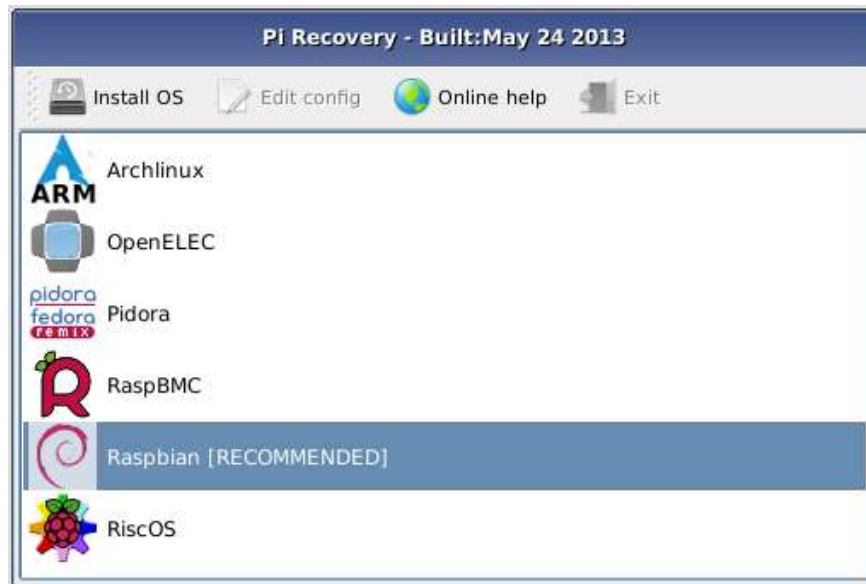 Pi Recovery - Built:May 24 2013
Install OS Edit config Online help Exit
ARM Archlinux
OpenELEC
pidora
fedora Pidora
remix
RaspBMC
Raspbian [RECOMMENDED]
RiscOS